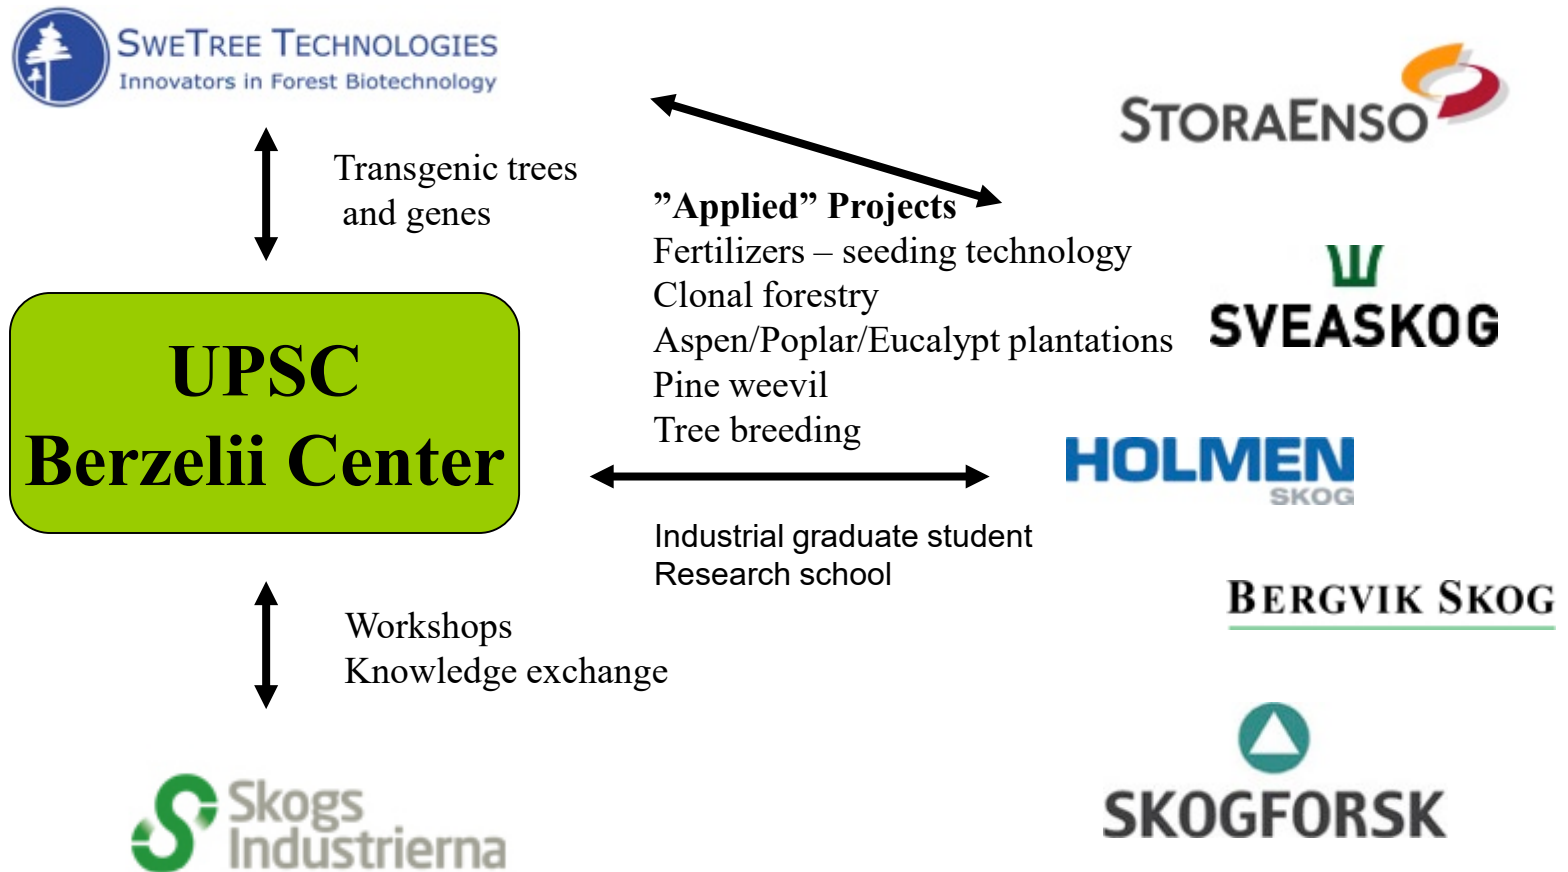 SWETREE TECHNOLOGIES
Innovators in Forest Biotechnology
STORAENSO
Transgenic trees
and genes
”Applied” Projects
Fertilizers – seeding technology
Clonal forestry
Aspen/Poplar/Eucalypt plantations
Pine weevil
Tree breeding
SVEASKOG
UPSC
Berzelii Center
HOLMEN
SKOG
Industrial graduate student
Research school
BERGVIK SKOG
Workshops
Knowledge exchange
Skogs
Industrierna
SKOGFORSK